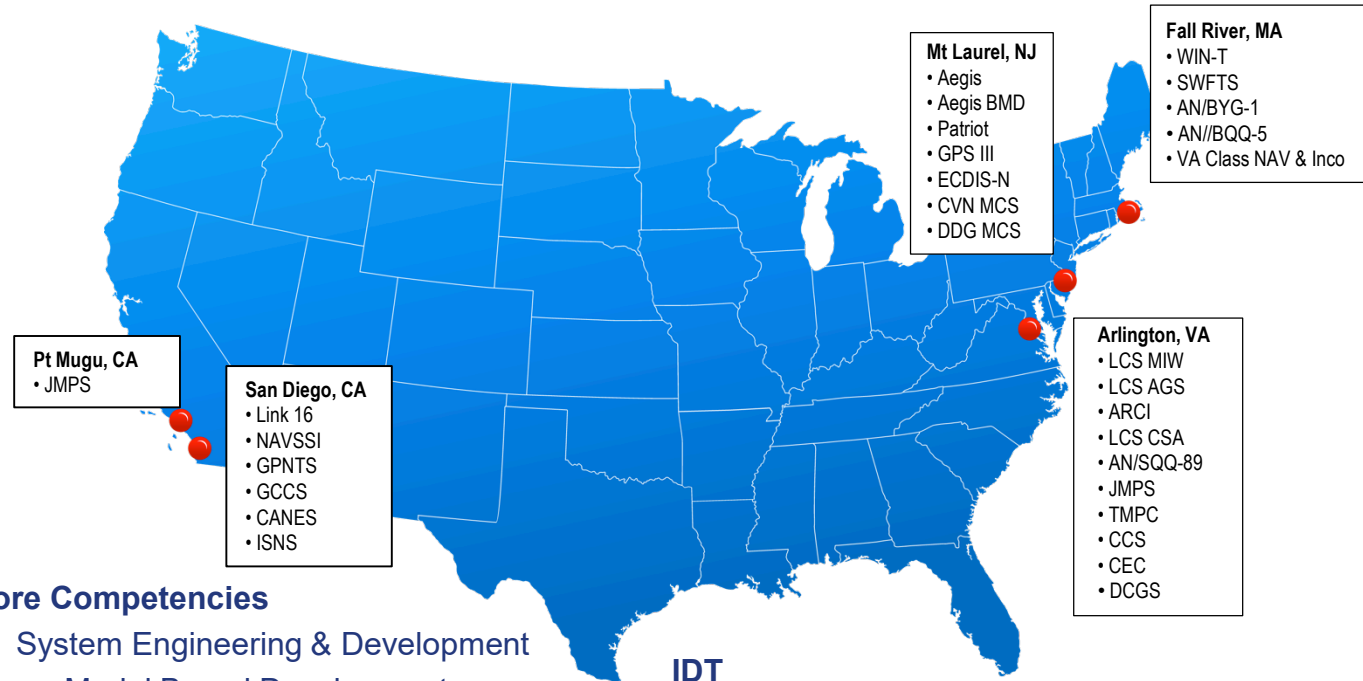 Fall River, MA
• WIN-T
• SWFTS
• AN/BYG-1
• AN//BQQ-5
• VA Class NAV & Inco
Mt Laurel, NJ
• Aegis
• Aegis BMD
• Patriot
• GPS III
• ECDIS-N
• CVN MCS
• DDG MCS
Arlington, VA
• LCS MIW
• LCS AGS
• ARCI
• LCS CSA
• AN/SQQ-89
• JMPS
• TMPC
• CCS
• CEC
• DCGS
Pt Mugu, CA
• JMPS
San Diego, CA
• Link 16
• NAVSSI
• GPNTS
• GCCS
• CANES
• ISNS
ore Competencies
System Engineering & Development
IDT